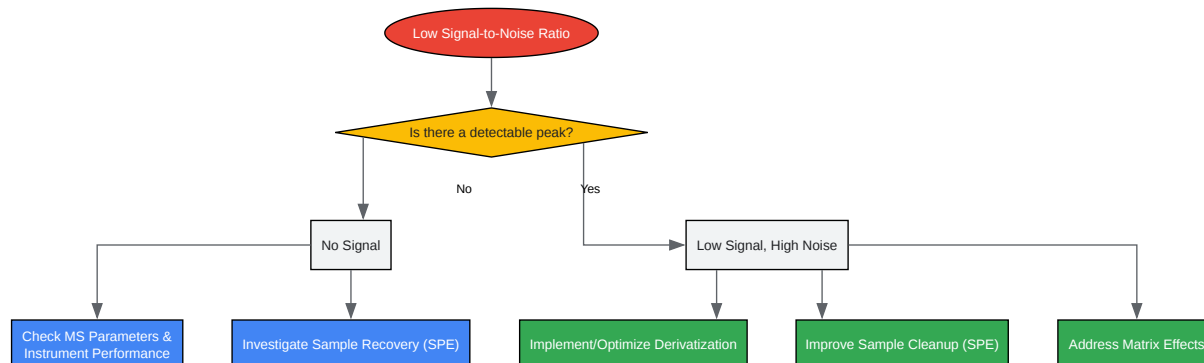 Low Signal-to-Noise Ratio
Is there a detectable peak?
No
Yes
No Signal
Low Signal, High Noise
Check MS Parameters &
Instrument Performance
Investigate Sample Recovery (SPE)
Implement/Optimize Derivatization
Improve Sample Cleanup (SPE)
Address Matrix Effects